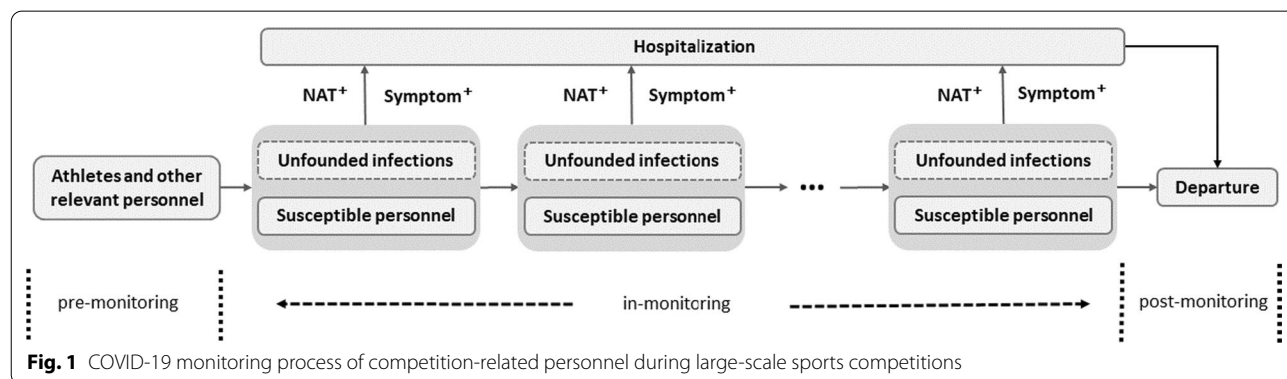 Hospitalization
NAT⁺ Symptom⁺ NAT⁺ Symptom⁺ NAT⁺ Symptom⁺
Athletes and other
relevant personnel
Unfounded infections
Susceptible personnel
Unfounded infections
Susceptible personnel
...
Unfounded infections
Susceptible personnel
Departure
pre-monitoring in-monitoring post-monitoring
Fig. 1 COVID-19 monitoring process of competition-related personnel during large-scale sports competitions